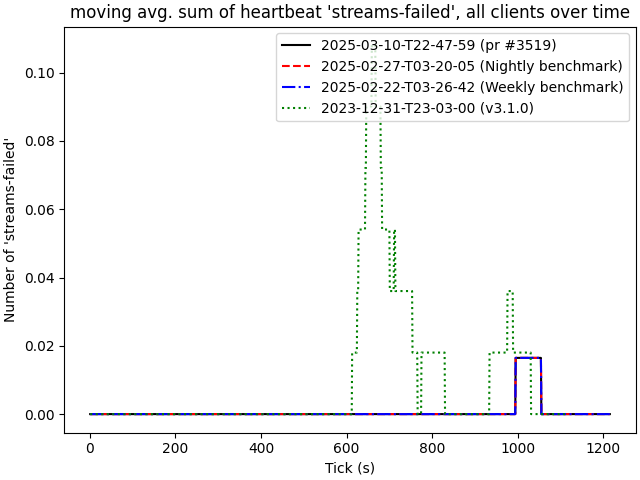 moving avg. sum of heartbeat 'streams-failed', all clients over time
2025-03-10-T22-47-59 (pr #3519)
2025-02-27-T03-20-05 (Nightly benchmark)
2025-02-22-T03-26-42 (Weekly benchmark)
2023-12-31-T23-03-00 (v3.1.0)
Number of 'streams-failed'
0.10
0.08
0.06
0.04
0.02
0.00
0 200 400 600 800 1000 1200
Tick (s)